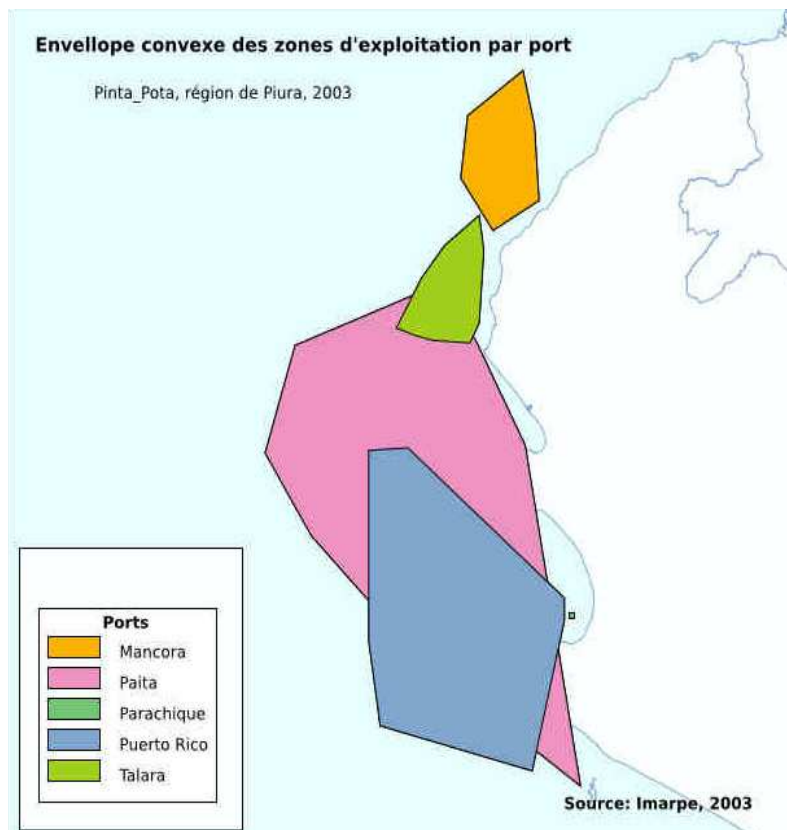 Envellope convexe des zones d'exploitation par port
Pinta_Pota, région de Piura, 2003
Ports
Mancora
Paita
Parachique
Puerto Rico
Talara
Source: Imarpe, 2003